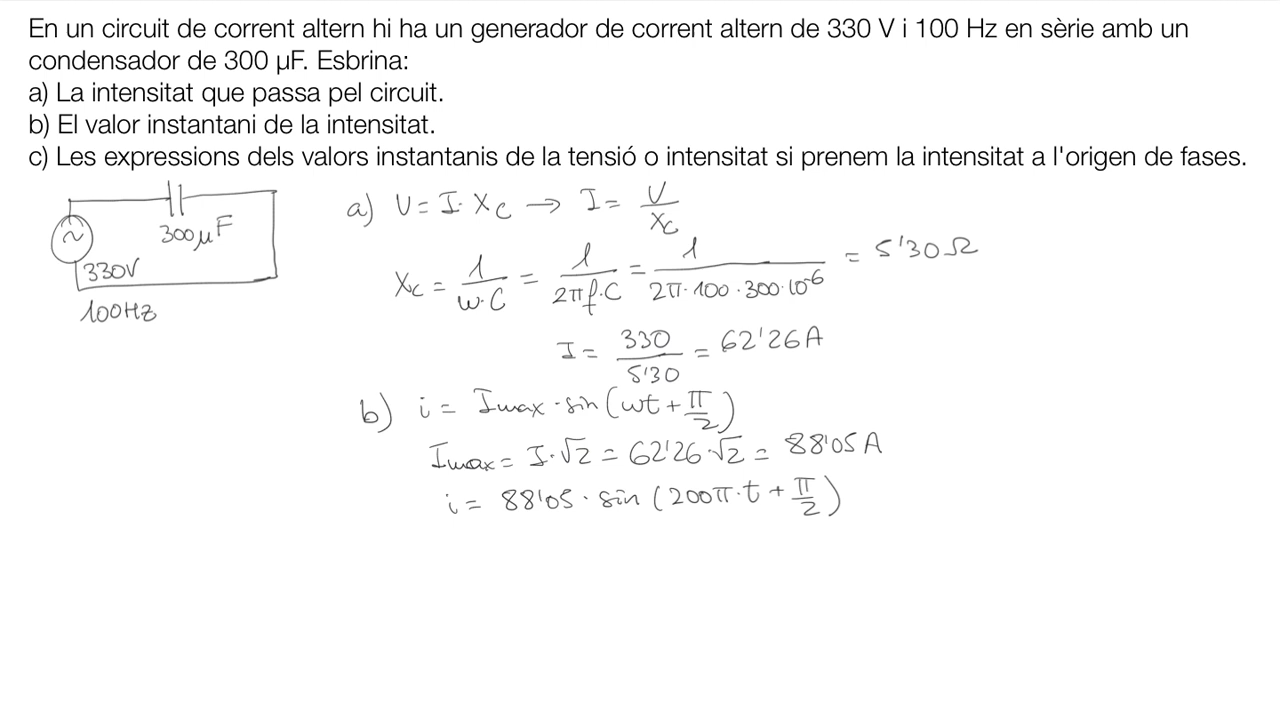 En un circuit de corrent altern hi ha un generador de corrent altern de 330 V i 100 Hz en sèrie amb un
condensador de 300 µF. Esbrina:
a) La intensitat que passa pel circuit.
b) El valor instantani de la intensitat.
c) Les expressions dels valors instantanis de la tensió o intensitat si prenem la intensitat a l'origen de fases.
300µF
~
330V
100Hz
a) V = I · Xc → I = V / Xc
Xc = 1 / w·C = 1 / 2πf·C = 1 / 2π·100·300·10⁻⁶ = 5'30 Ω
I = 330 / 5'30 = 62'26A
b) i = Imax · sin (wt + π/2)
Imax = I·√2 = 62'26·√2 = 88'05 A
i = 88'05 · sin (200π·t + π/2)